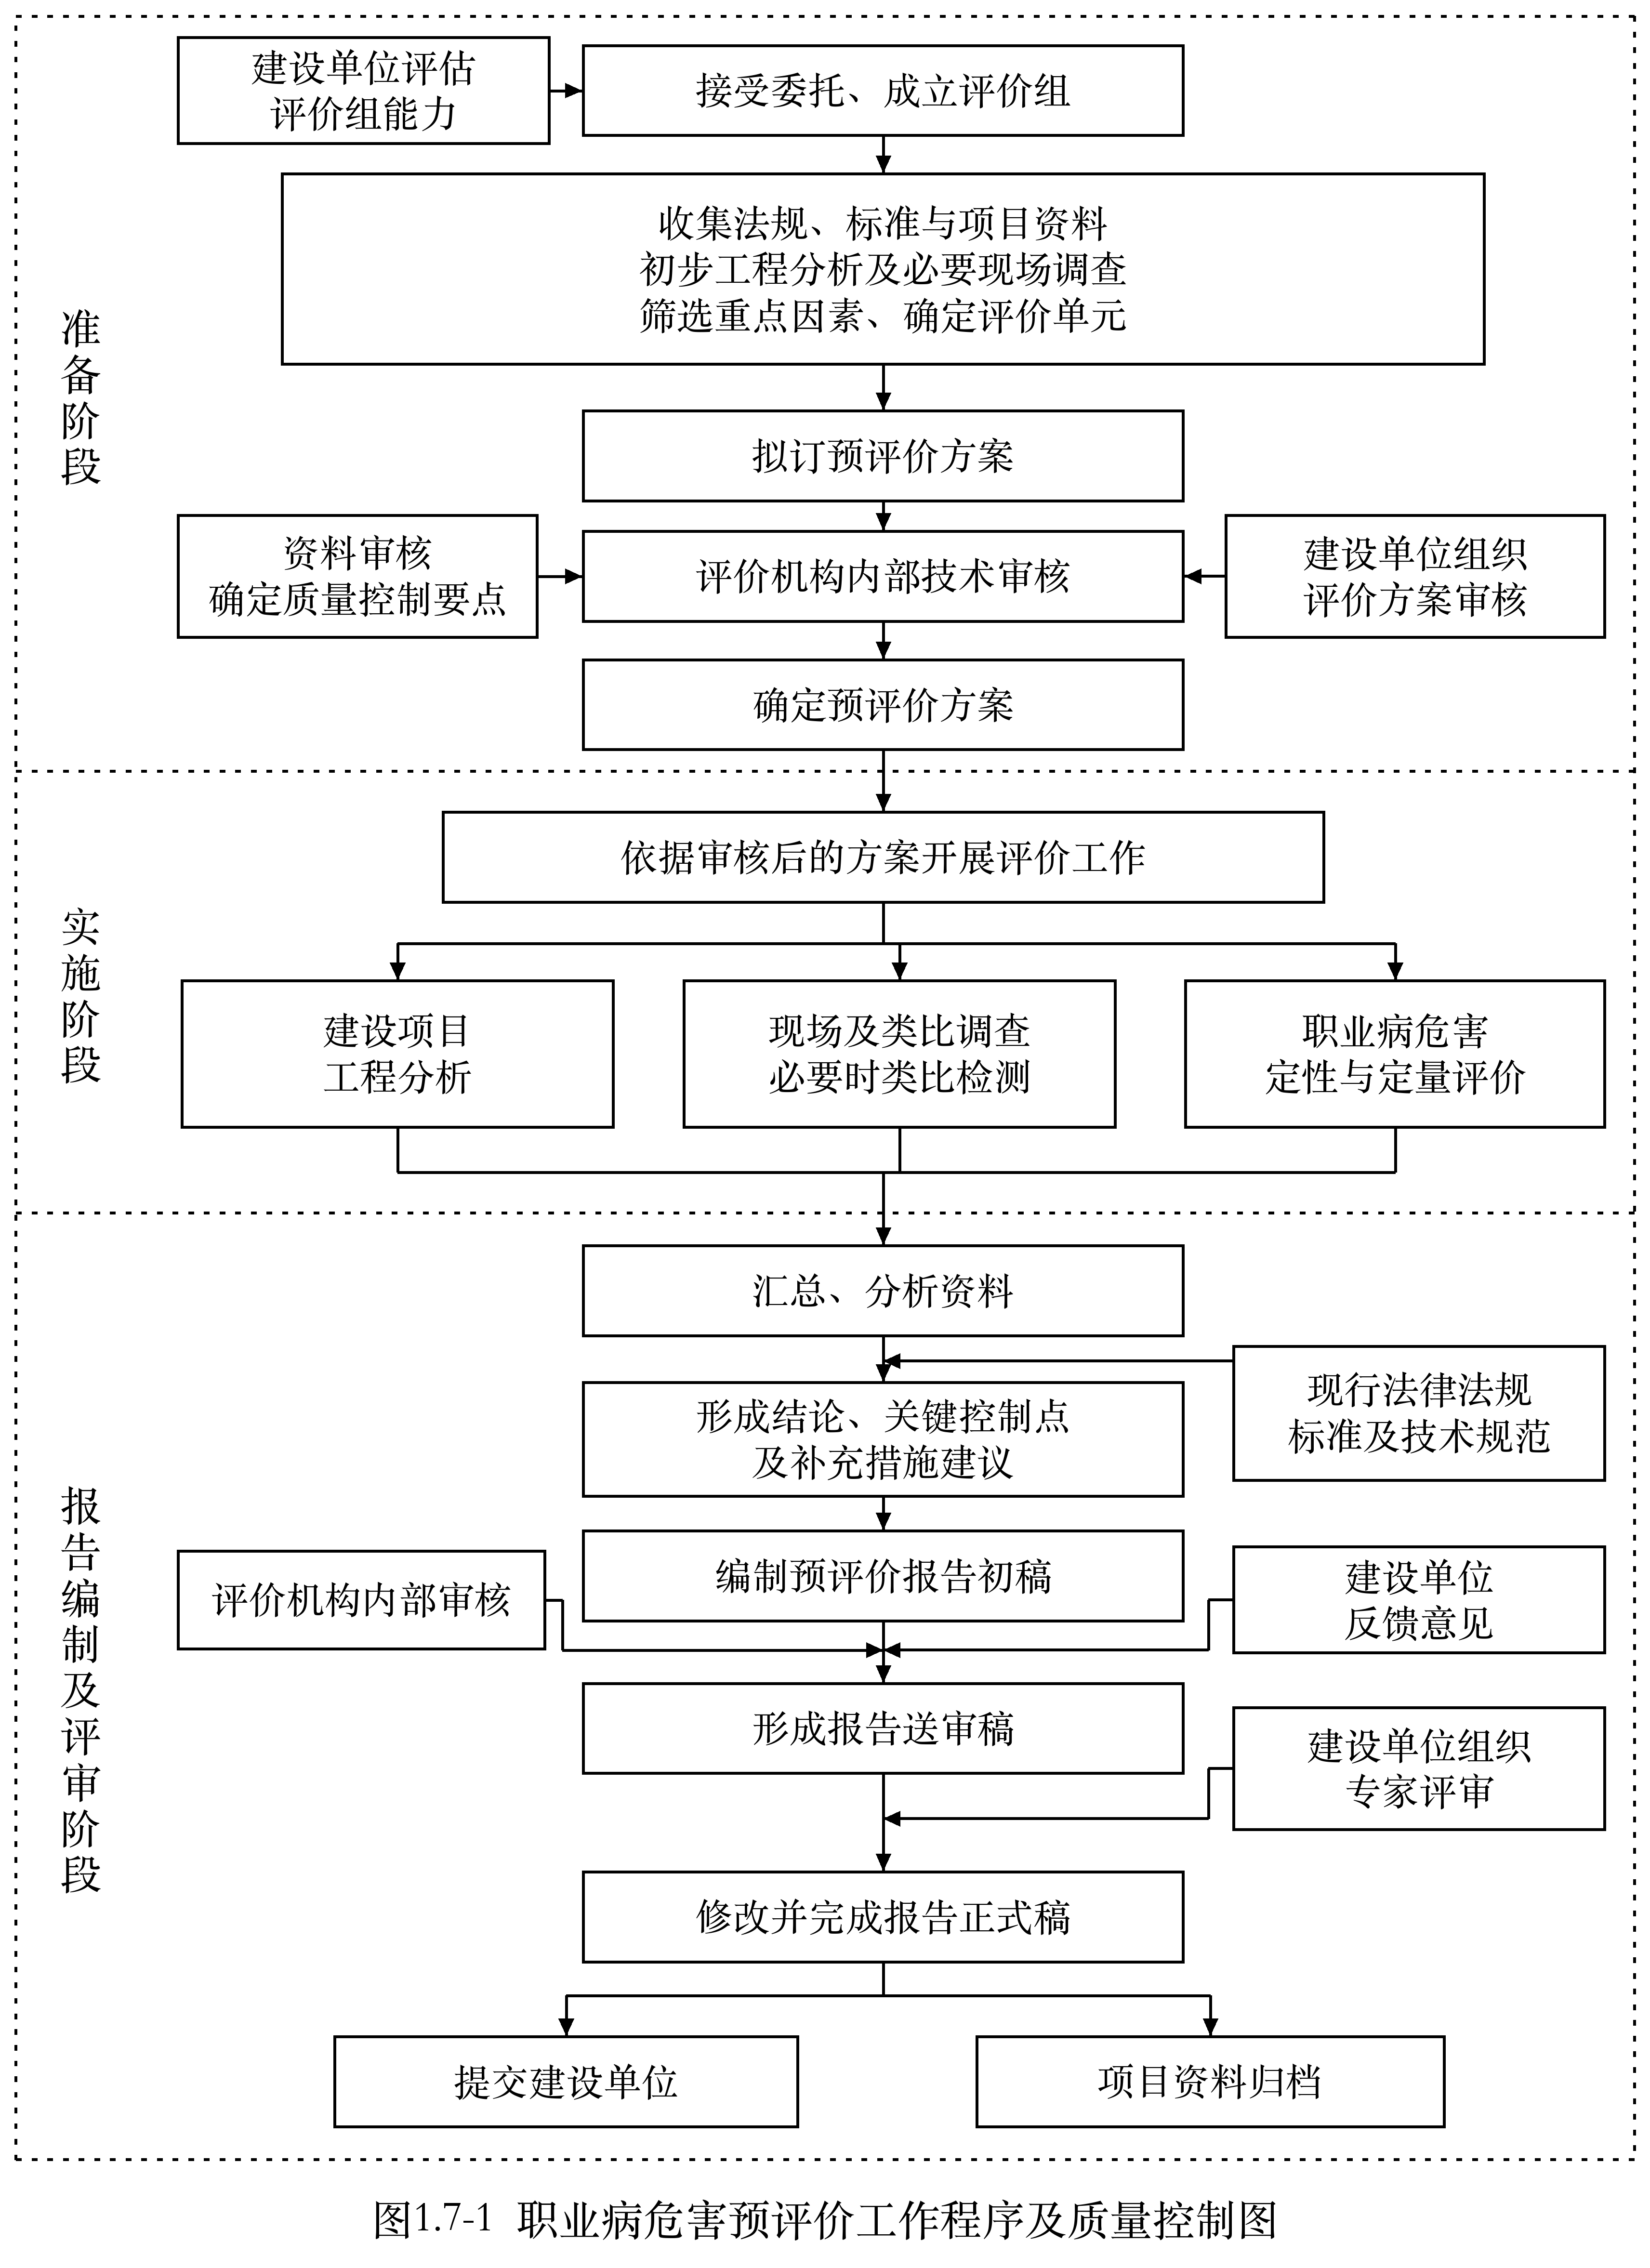 建设单位评估
评价组能力
接受委托、成立评价组
收集法规、标准与项目资料
初步工程分析及必要现场调查
筛选重点因素、确定评价单元
准备阶段
拟订预评价方案
资料审核
确定质量控制要点
评价机构内部技术审核
建设单位组织
评价方案审核
确定预评价方案
依据审核后的方案开展评价工作
实施阶段
建设项目
工程分析
现场及类比调查
必要时类比检测
职业病危害
定性与定量评价
汇总、分析资料
现行法律法规
标准及技术规范
形成结论、关键控制点
及补充措施建议
报告编制及评审阶段
编制预评价报告初稿
评价机构内部审核
建设单位
反馈意见
形成报告送审稿
建设单位组织
专家评审
修改并完成报告正式稿
提交建设单位
项目资料归档
图1.7-1 职业病危害预评价工作程序及质量控制图